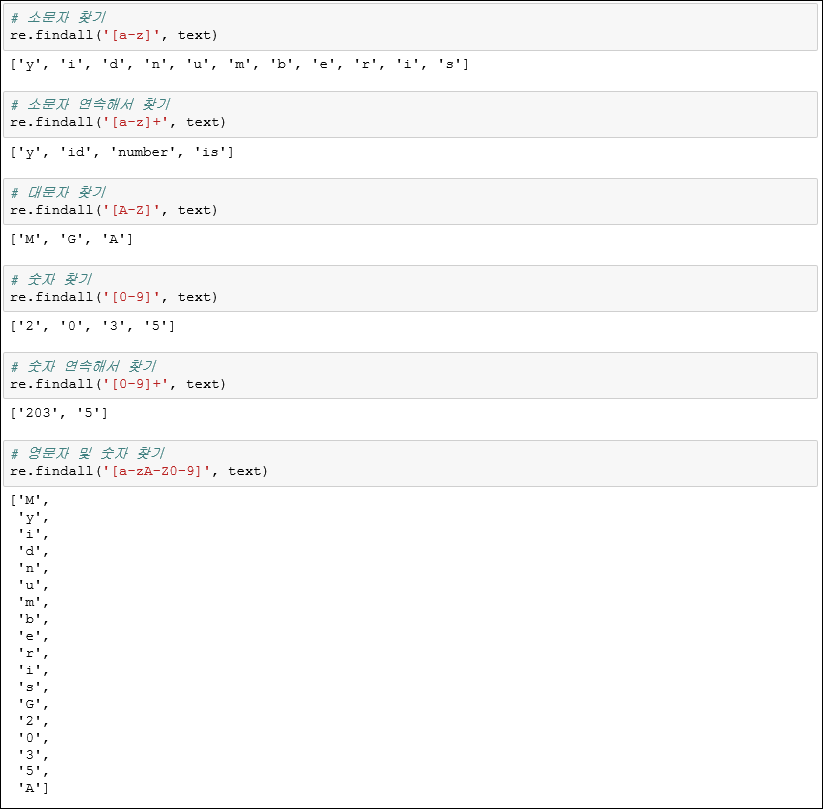 # 소문자 찾기
re.findall('[a-z]', text)
['y', 'i', 'd', 'n', 'u', 'm', 'b', 'e', 'r', 'i', 's']
# 소문자 연속해서 찾기
re.findall('[a-z]+', text)
['y', 'id', 'number', 'is']
# 대문자 찾기
re.findall('[A-Z]', text)
['M', 'G', 'A']
# 숫자 찾기
re.findall('[0-9]', text)
['2', '0', '3', '5']
# 숫자 연속해서 찾기
re.findall('[0-9]+', text)
['203', '5']
# 영문자 및 숫자 찾기
re.findall('[a-zA-Z0-9]', text)
['M',
 'y',
 'i',
 'd',
 'n',
 'u',
 'm',
 'b',
 'e',
 'r',
 'i',
 's',
 'G',
 '2',
 '0',
 '3',
 '5',
 'A']